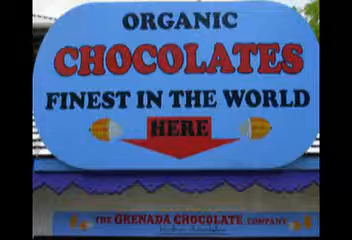 ORGANIC
CHOCOLATES
FINEST IN THE WORLD
HERE
THE GRENADA CHOCOLATE COMPANY